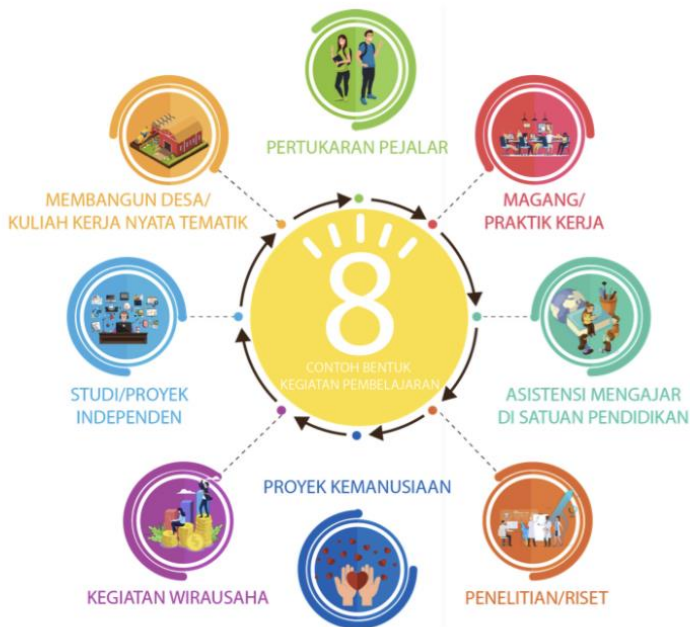 PERTUKARAN PEJALAR
MAGANG/
PRAKTIK KERJA
ASISTENSI MENGAJAR
DI SATUAN PENDIDIKAN
PENELITIAN/RISET
PROYEK KEMANUSIAAN
KEGIATAN WIRAUSAHA
STUDI/PROYEK
INDEPENDEN
MEMBANGUN DESA/
KULIAH KERJA NYATA TEMATIK
8
CONTOH BENTUK
KEGIATAN PEMBELAJARAN